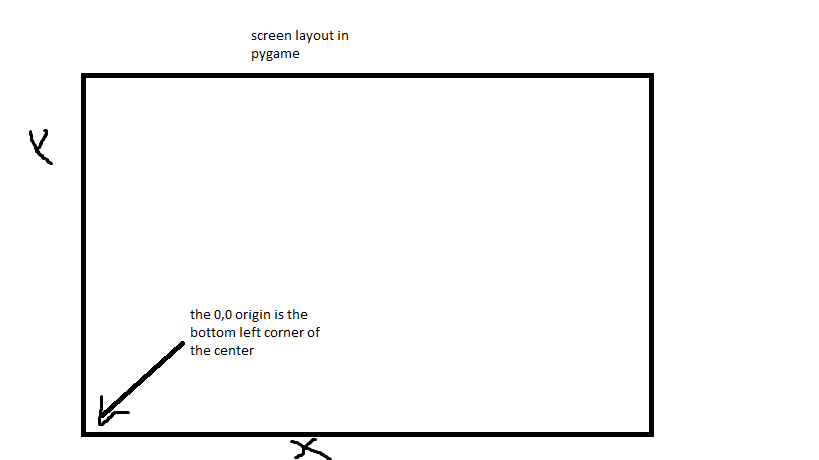 screen layout in
pygame
Y
the 0,0 origin is the
bottom left corner of
the center
X